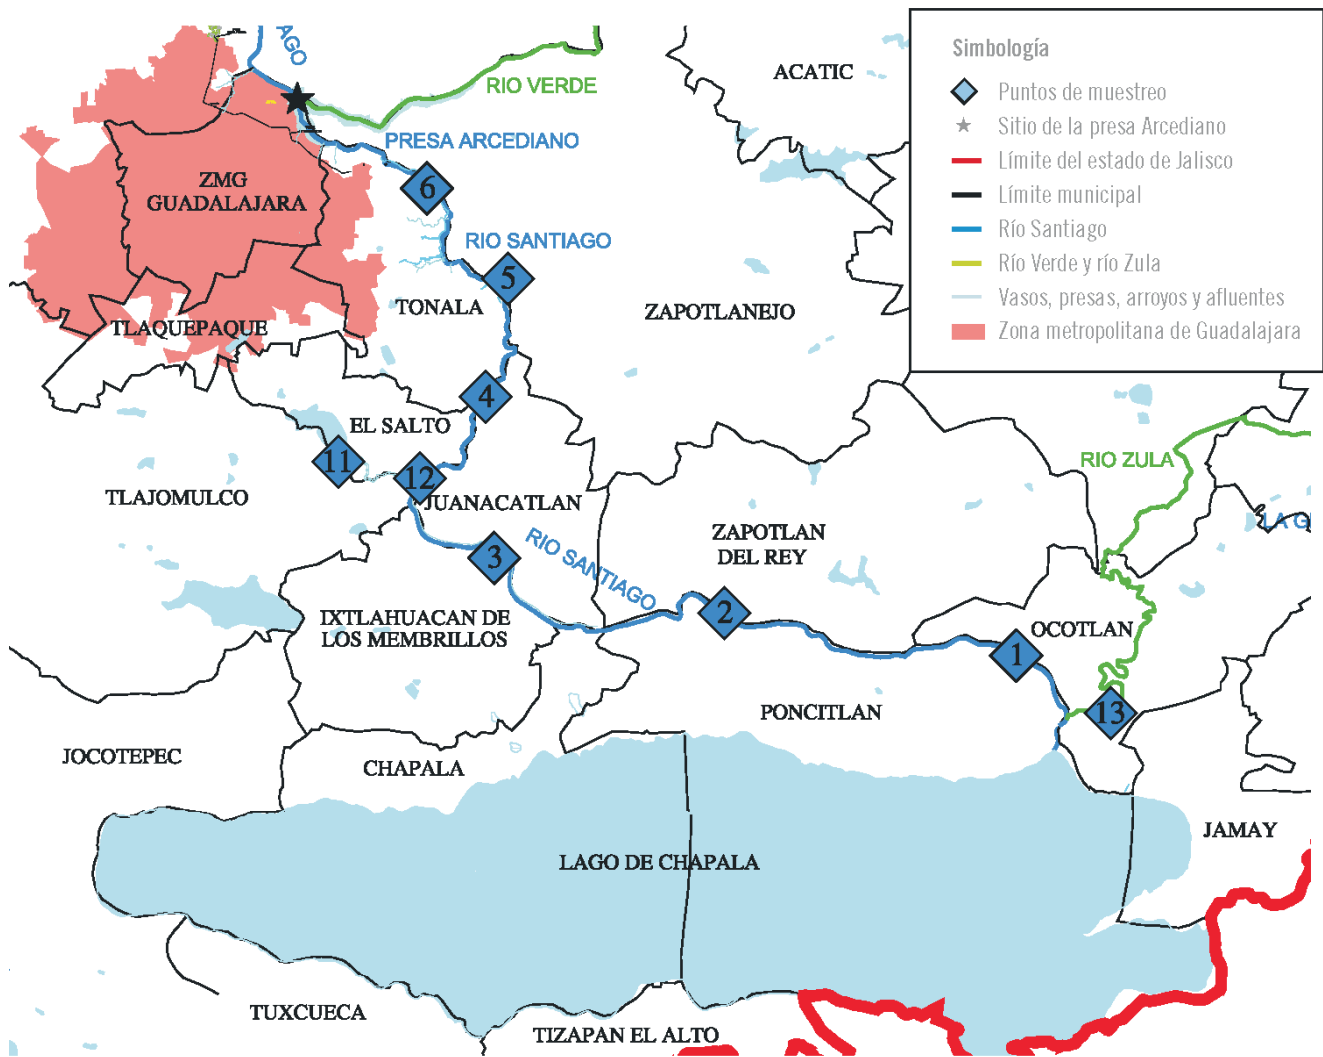 AGO
RIO VERDE
ACATIC
PRESA ARCEDIANO
ZMG
GUADALAJARA
6
RIO SANTIAGO
5
TONALA
ZAPOTLANEJO
TLAQUEPAQUE
4
EL SALTO
11
12
TLAJOMULCO
JUANACATLAN
3
RIO SANTIAGO
ZAPOTLAN
DEL REY
RIO ZULA
LA G
2
IXTLAHUACAN DE
LOS MEMBRILLOS
OCOTLAN
1
13
PONCITLAN
JOCOTEPEC
CHAPALA
JAMAY
LAGO DE CHAPALA
TUXCUECA
TIZAPAN EL ALTO
Simbología
Puntos de muestreo
Sitio de la presa Arcediano
Límite del estado de Jalisco
Límite municipal
Río Santiago
Río Verde y río Zula
Vasos, presas, arroyos y afluentes
Zona metropolitana de Guadalajara